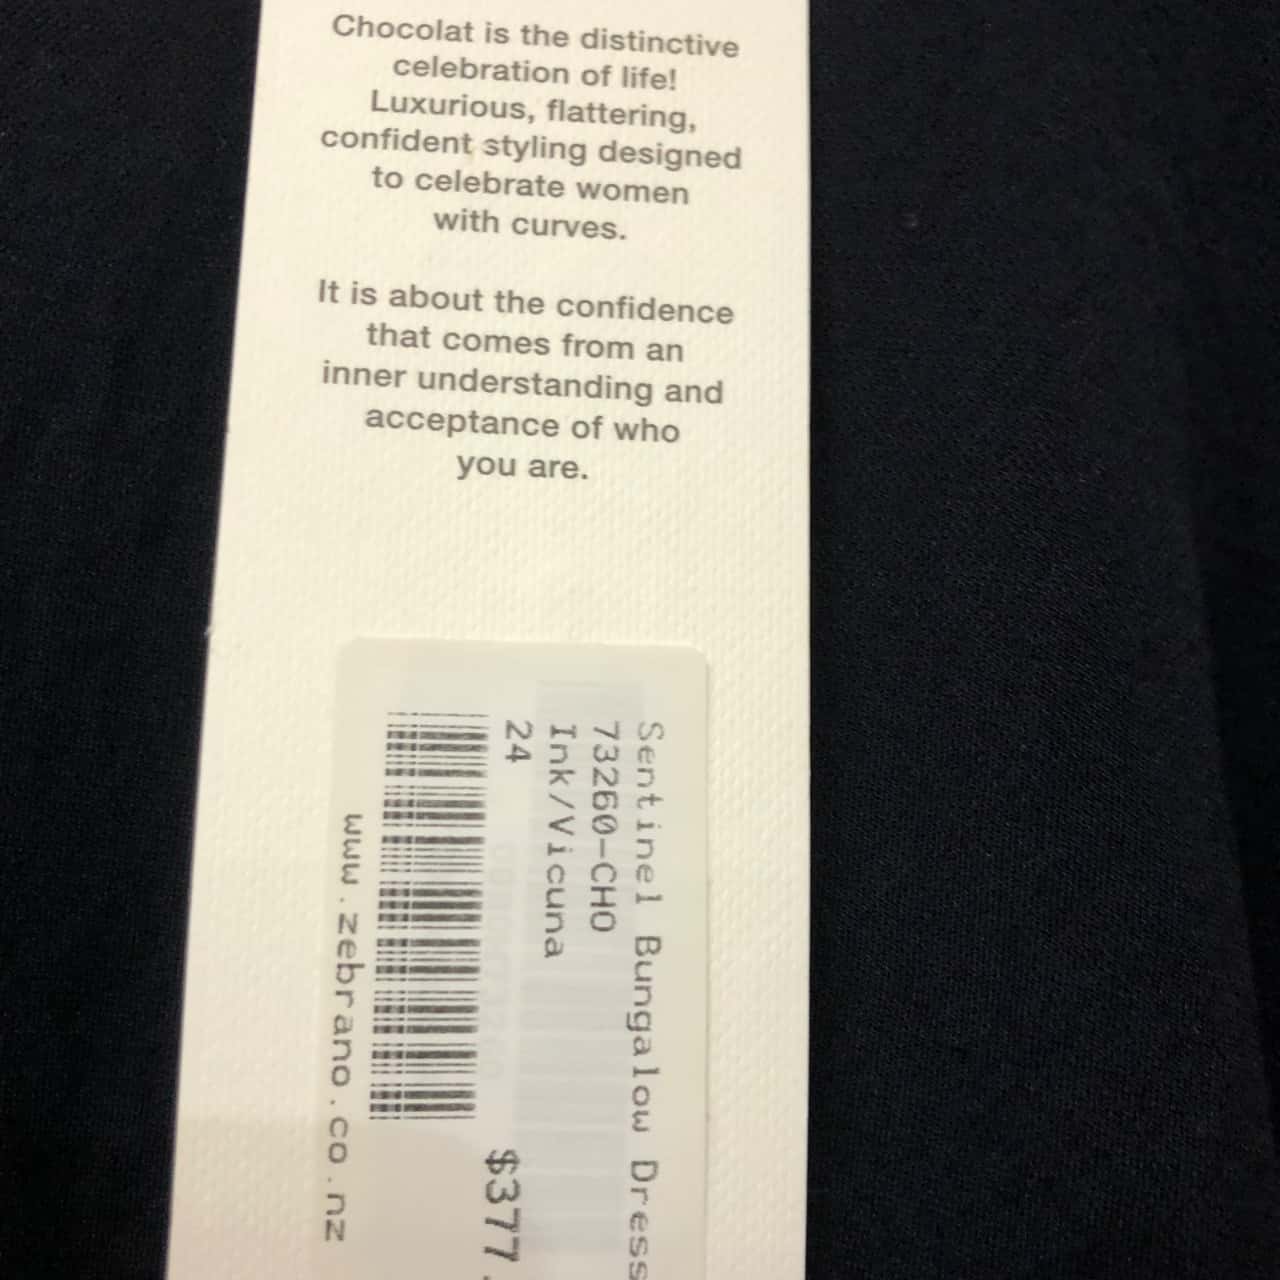 Chocolat is the distinctive
celebration of life!
Luxurious, flattering,
confident styling designed
to celebrate women
with curves.
It is about the confidence
that comes from an
inner understanding and
acceptance of who
you are.
Sentinel Bungalow Dress
73260-CHO
Ink/Vicuna
24
$377.
www.zebrano.co.nz